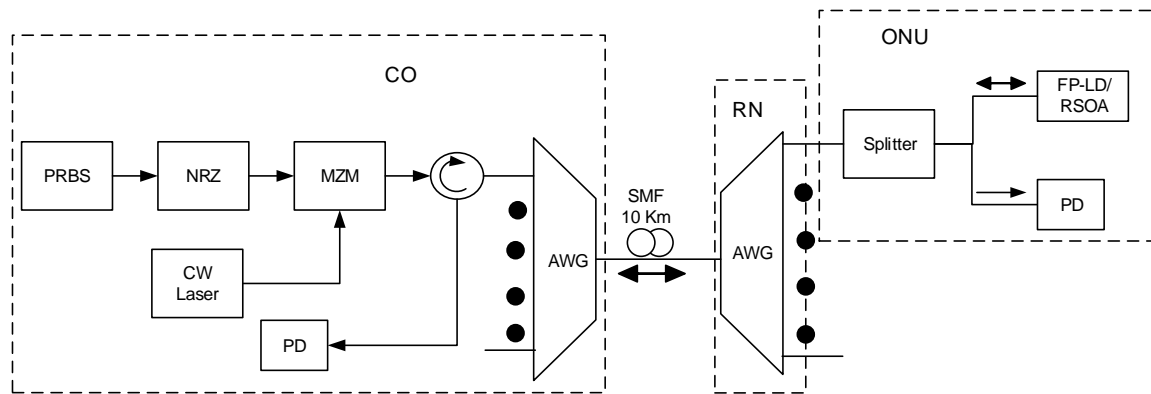 CO
PRBS
NRZ
MZM
CW
Laser
PD
AWG
SMF
10 Km
RN
AWG
ONU
Splitter
FP-LD/
RSOA
PD